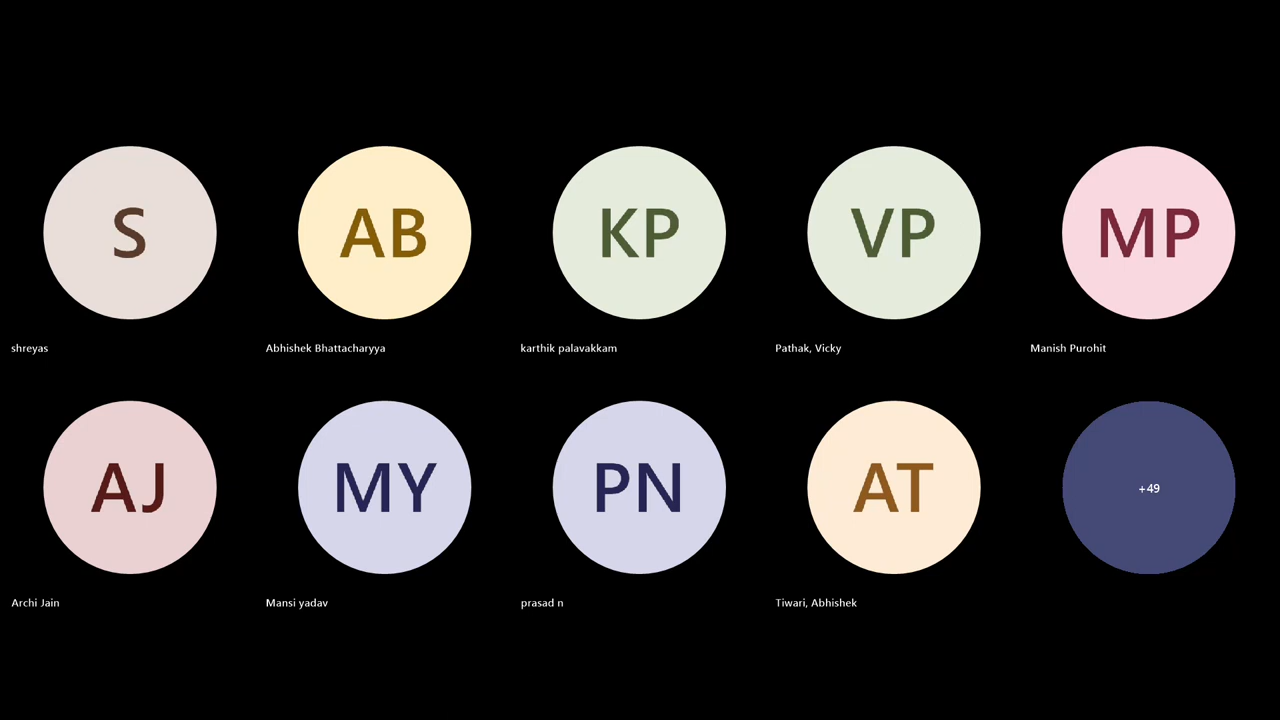 S
AB
KP
VP
MP
shreyas
Abhishek Bhattacharyya
karthik palavakkam
Pathak, Vicky
Manish Purohit
AJ
MY
PN
AT
+49
Archi Jain
Mansi yadav
prasad n
Tiwari, Abhishek